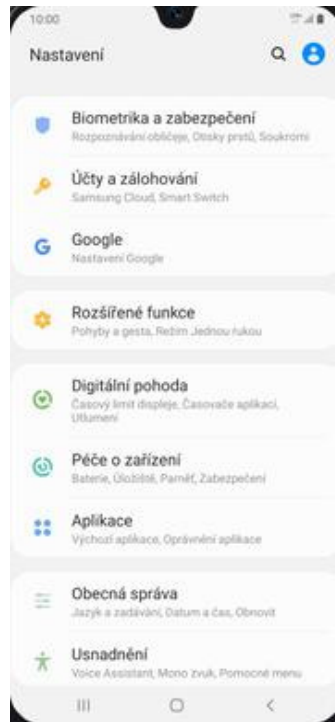 10:00
Nastavení
Biometrika a zabezpečení
Rozpoznávání obličeje, Otisky prstů, Soukromí
Účty a zálohování
Samsung Cloud, Smart Switch
Google
Nastavení Google
Rozšířené funkce
Pohyby a gesta, Režim Jednou rukou
Digitální pohoda
Časový limit displeje, Časovače aplikací,
Utlumení
Péče o zařízení
Baterie, Úložiště, Paměť, Zabezpečení
Aplikace
Výchozí aplikace, Oprávnění aplikace
Obecná správa
Jazyk a zadávání, Datum a čas, Obnovit
Usnadnění
Voice Assistant, Mono zvuk, Pomocné menu